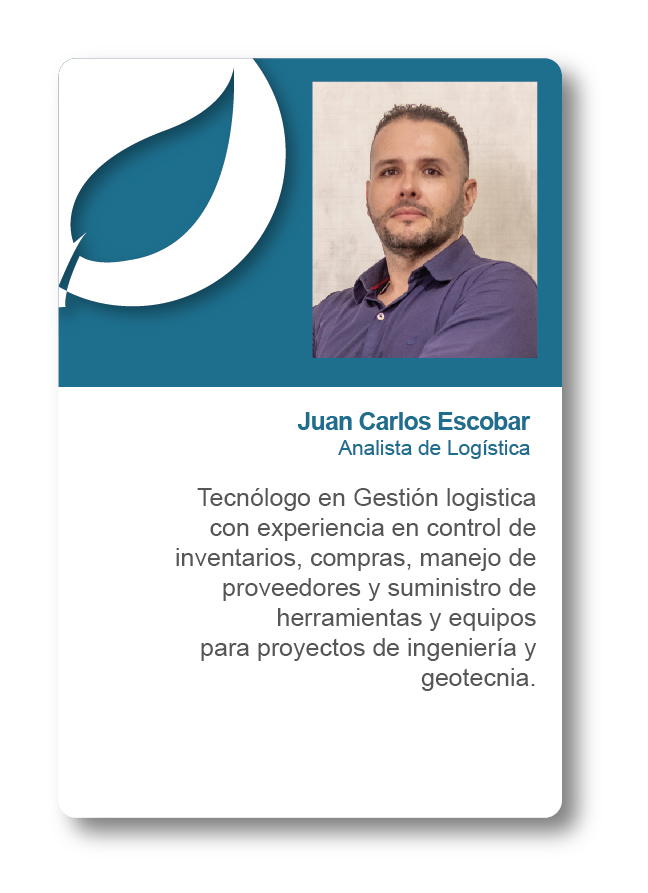 Juan Carlos Escobar
Analista de Logística
Tecnólogo en Gestión logistica
con experiencia en control de
inventarios, compras, manejo de
proveedores y suministro de
herramientas y equipos
para proyectos de ingeniería y
geotecnia.